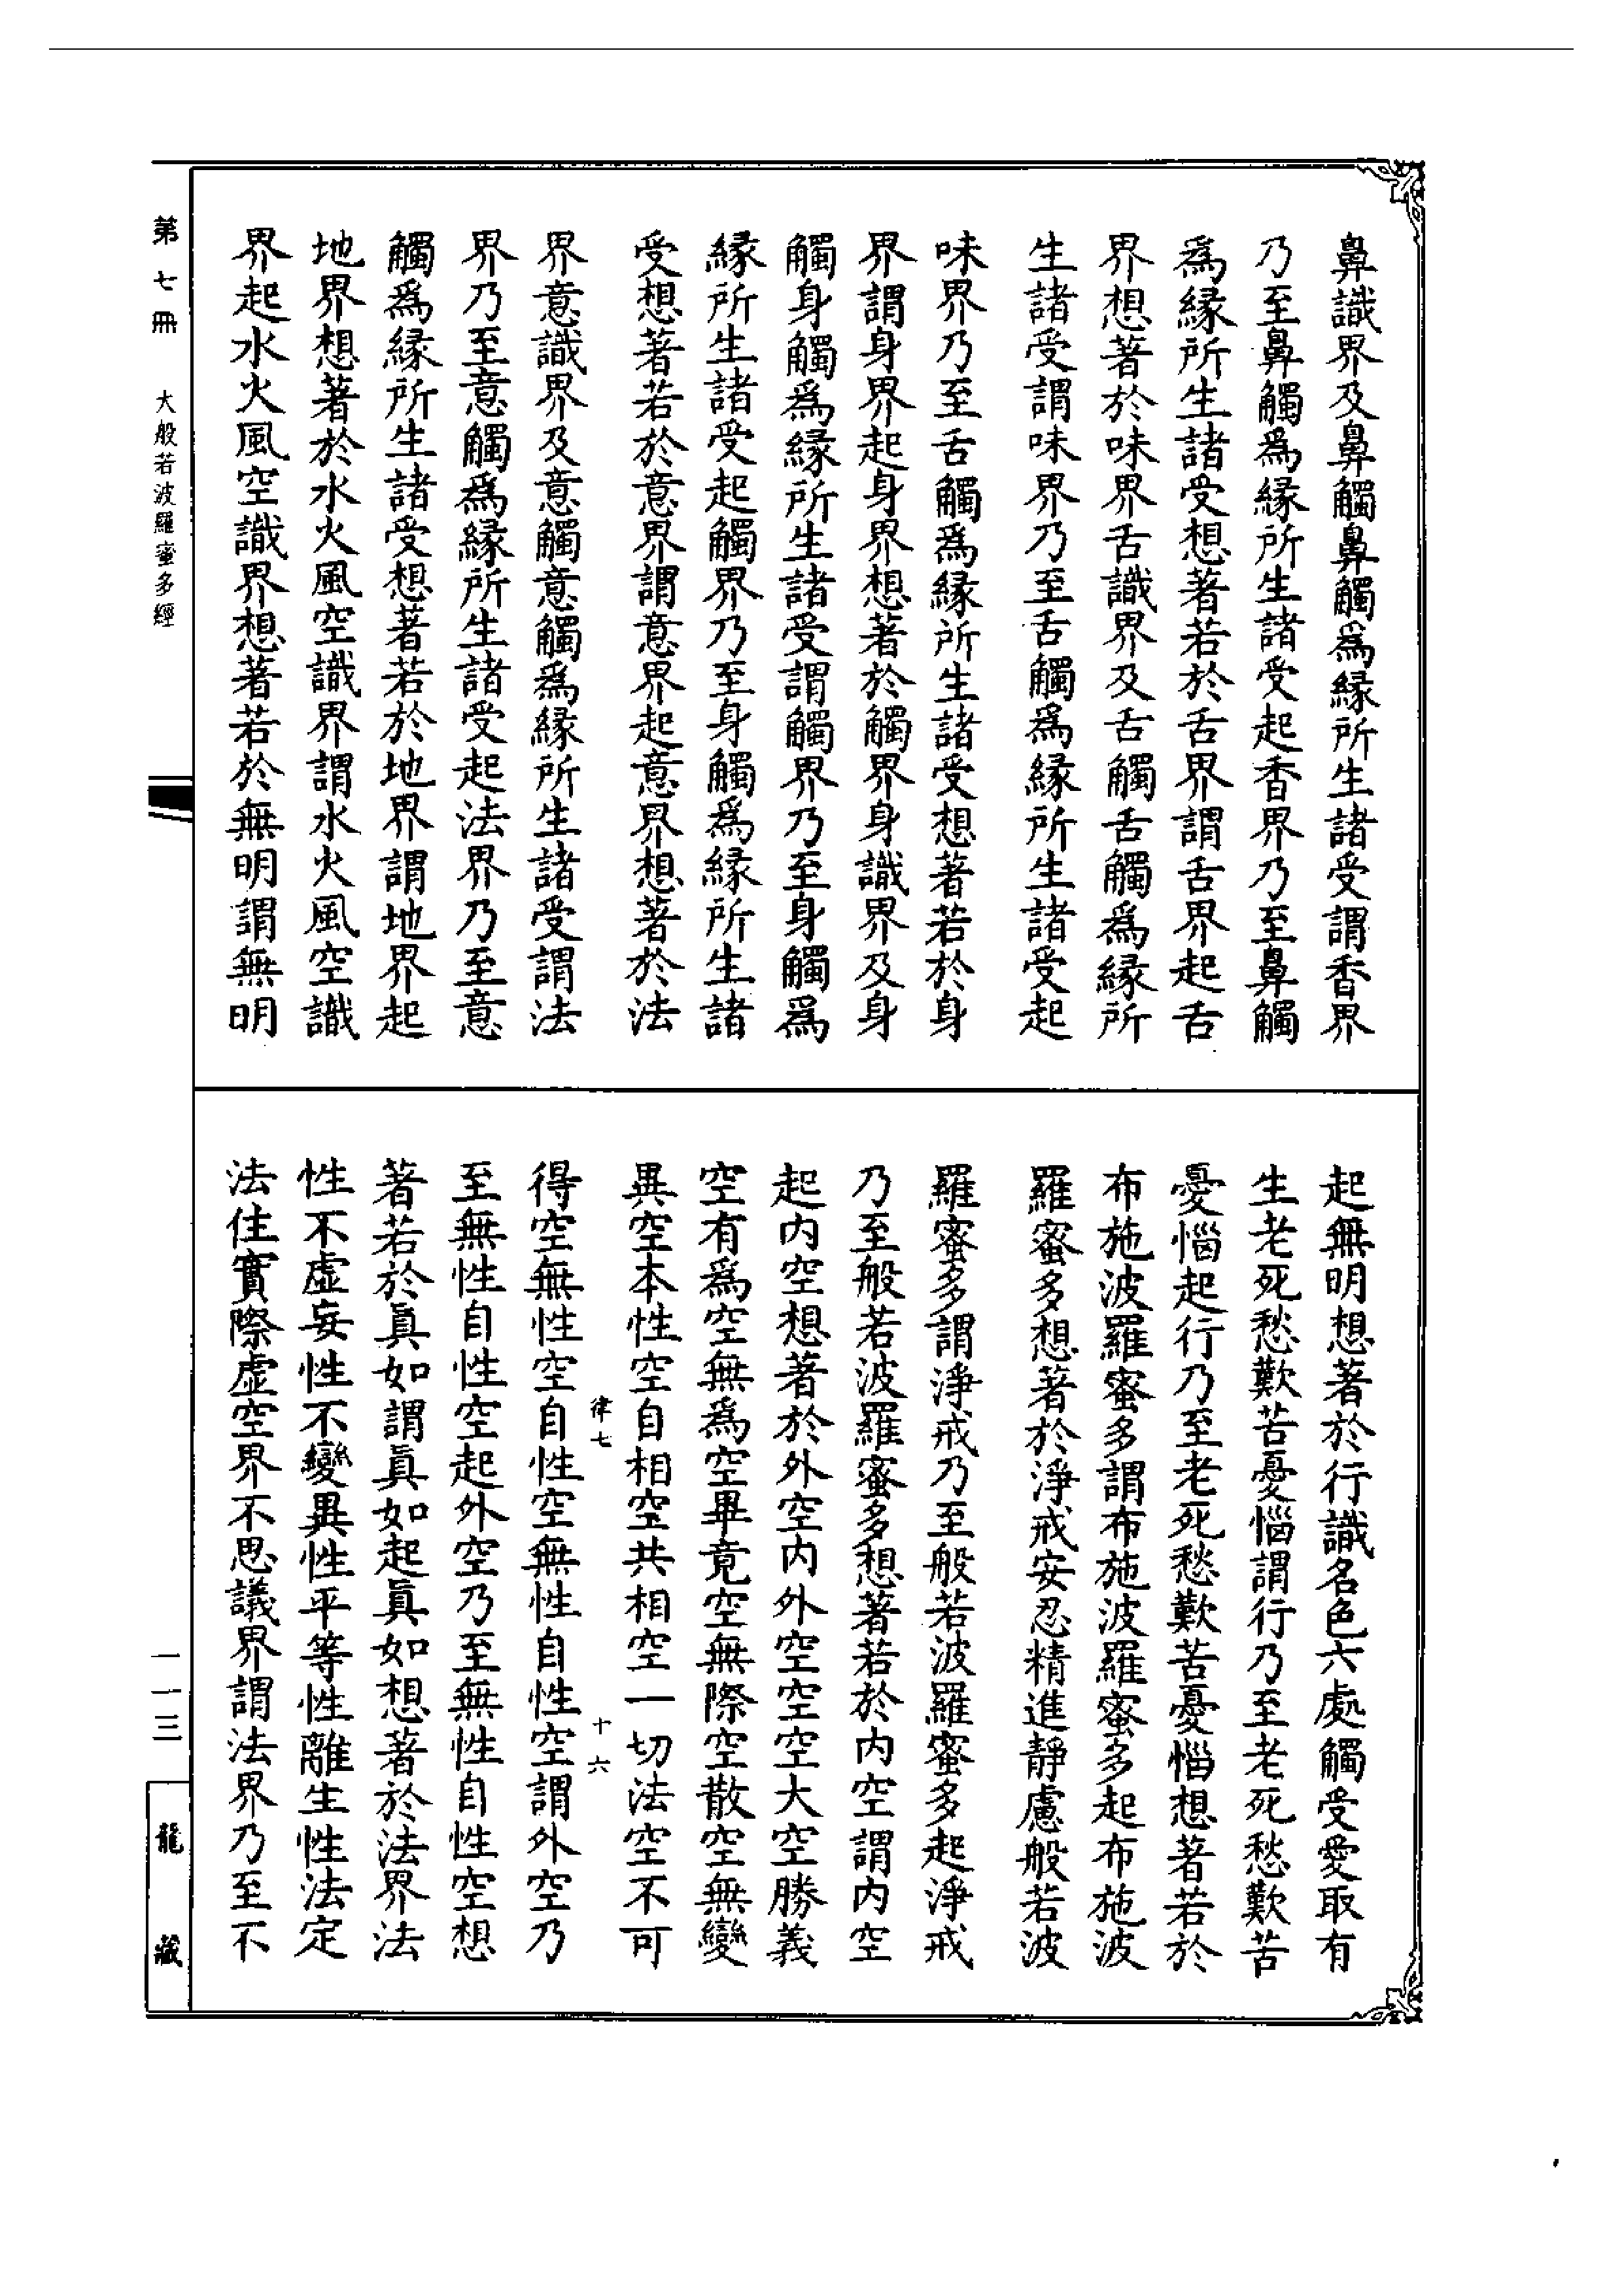 鼻識界及鼻觸鼻觸爲緣所生諸受謂香界
乃至鼻觸爲緣所生諸受起香界乃至鼻觸
爲緣所生諸受想著若於舌界謂舌界起舌
界想著於味界舌識界及舌觸舌觸爲緣所
生諸受謂味界乃至舌觸爲緣所生諸受起
味界乃至舌觸爲緣所生諸受想著若於身
界謂身界起身界想著於觸界身識界及身
觸身觸爲緣所生諸受謂觸界乃至身觸爲
緣所生諸受起觸界乃至身觸爲緣所生諸
受想著若於意界謂意界起意界想著於法
界意識界及意觸意觸爲緣所生諸受謂法
界乃至意觸爲緣所生諸受起法界乃至意
觸爲緣所生諸受想著若於地界謂地界起
地界想著於水火風空識界謂水火風空識
界起水火風空識界想著若於無明謂無明
起無明想著於行識名色六處觸受愛取有
生老死愁歎苦憂惱謂行乃至老死愁歎苦
憂惱起行乃至老死愁歎苦憂惱想著若於
布施波羅蜜多謂布施波羅蜜多起布施波
羅蜜多想著於淨戒安忍精進靜慮般若波
羅蜜多謂淨戒乃至般若波羅蜜多起淨戒
乃至般若波羅蜜多想著若於内空謂内空
起内空想著於外空内外空空空大空勝義
空有爲空無爲空畢竟空無際空散空無變
異空本性空自相空共相空一切法空不可
律七 十六
得空無性空自性空無性自性空謂外空乃
至無性自性空起外空乃至無性自性空想
著若於眞如謂眞如起眞如想著於法界法
性不虛妄性不變異性平等性離生性法定
法住實際虛空界不思議界謂法界乃至不
第七冊 大般若波羅蜜多經
一一三
龍藏